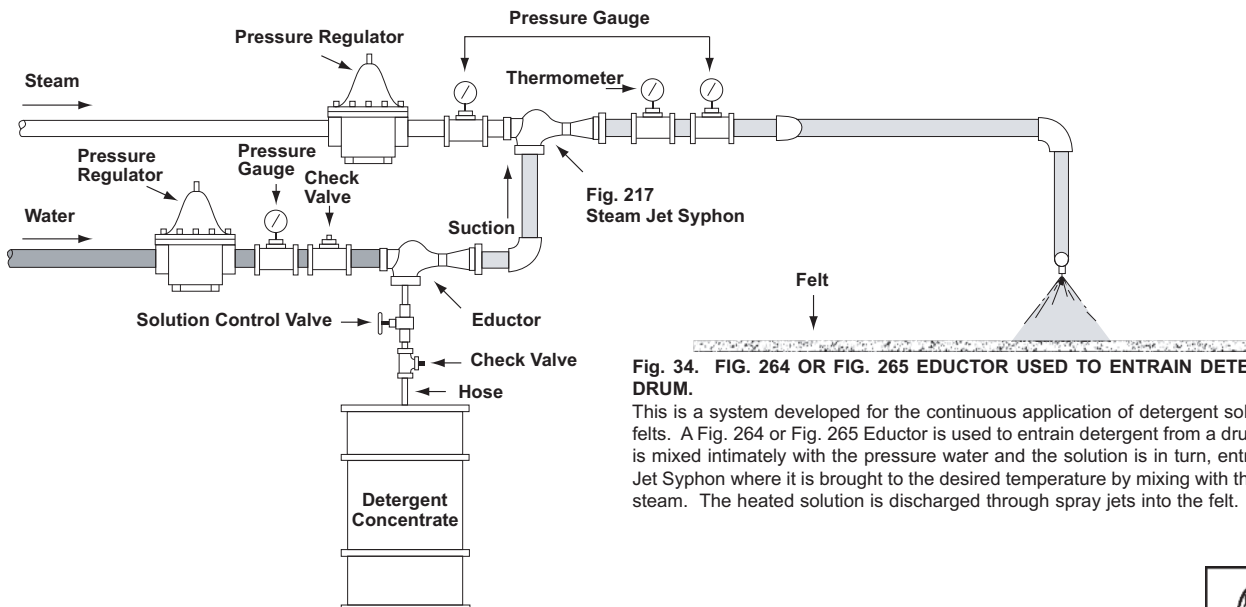 Pressure Gauge
Pressure Regulator
Steam
Thermometer
Pressure
Regulator
Pressure
Gauge
Check
Valve
Water
Suction
Fig. 217
Steam Jet Syphon
Felt
Solution Control Valve
Eductor
Check Valve
Hose
Detergent
Concentrate
Fig. 34. FIG. 264 OR FIG. 265 EDUCTOR USED TO ENTRAIN
DRUM.
This is a system developed for the continuous application of detergent
felts. A Fig. 264 or Fig. 265 Eductor is used to entrain detergent from a
is mixed intimately with the pressure water and the solution is in turn,
Jet Syphon where it is brought to the desired temperature by mixing with
steam. The heated solution is discharged through spray jets into the felt.